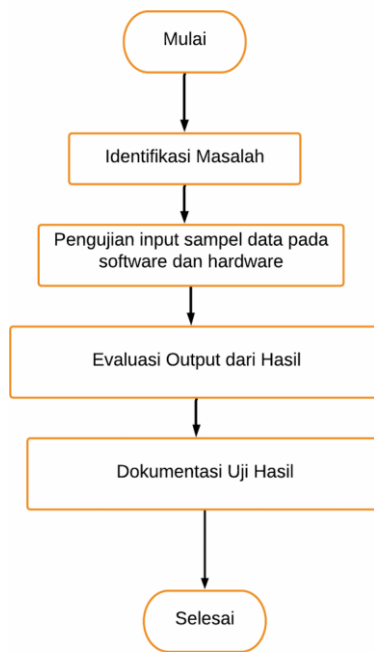 Mulai
Identifikasi Masalah
Pengujian input sampel data pada
software dan hardware
Evaluasi Output dari Hasil
Dokumentasi Uji Hasil
Selesai